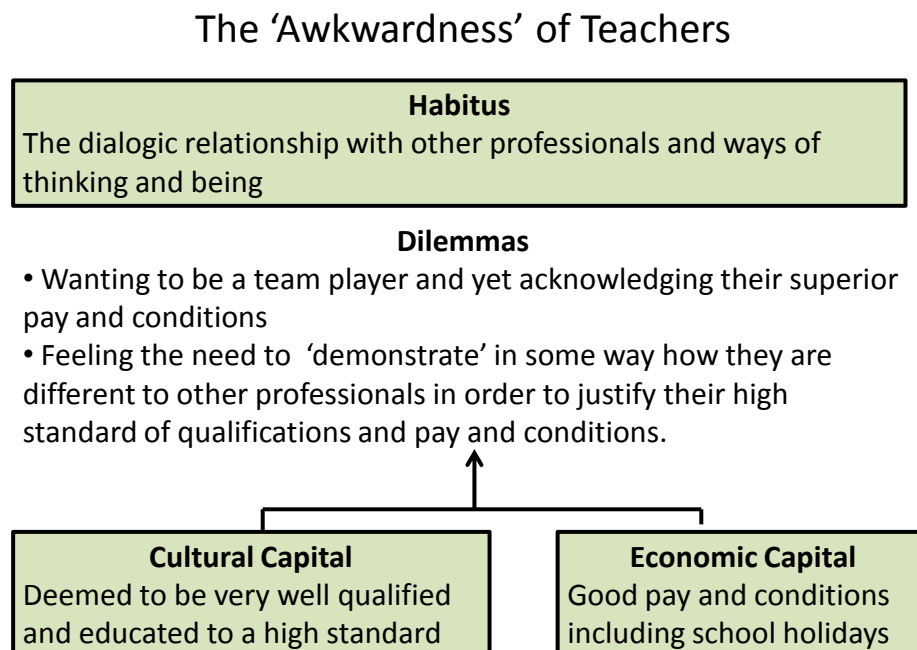 The ‘Awkwardness’ of Teachers
Habitus
The dialogic relationship with other professionals and ways of
thinking and being
Dilemmas
• Wanting to be a team player and yet acknowledging their superior
pay and conditions
• Feeling the need to ‘demonstrate’ in some way how they are
different to other professionals in order to justify their high
standard of qualifications and pay and conditions.
Cultural Capital
Deemed to be very well qualified
and educated to a high standard
Economic Capital
Good pay and conditions
including school holidays